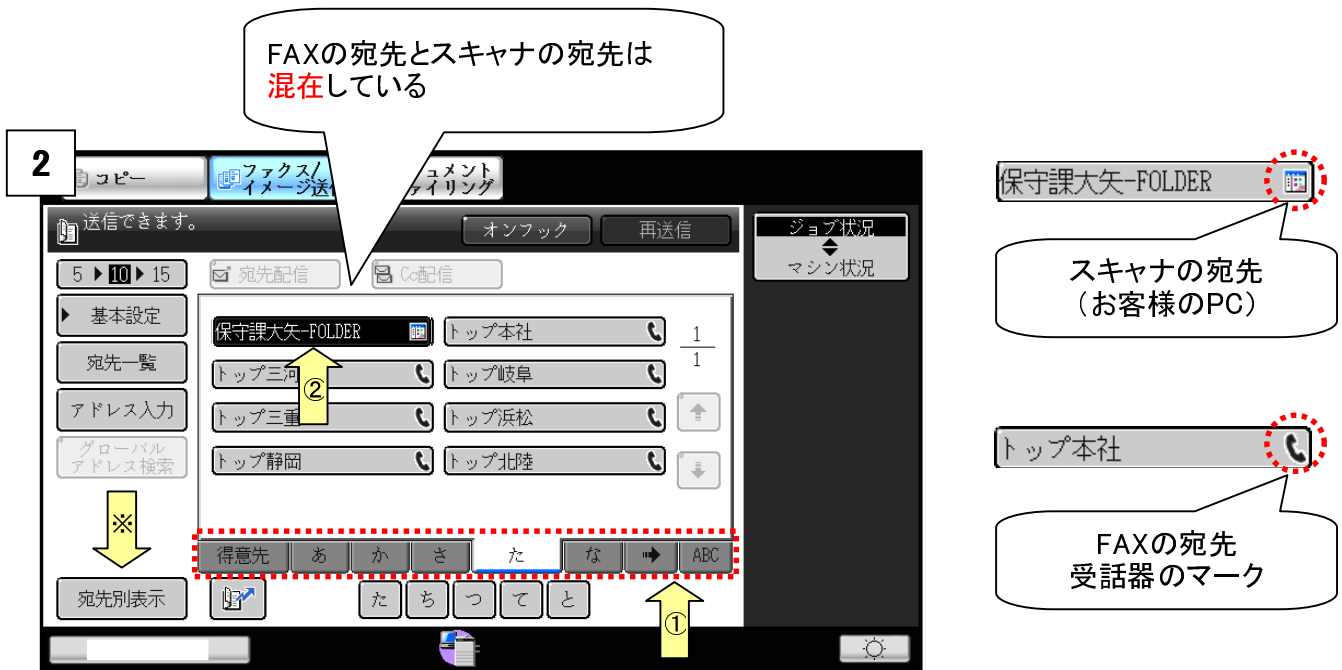 FAXの宛先とスキャナの宛先は
混在している
2
コピー
ファクス/
イメージ送
ュメント
ァイリング
送信できます。
オンフック
再送信
ジョブ状況
マシン状況
5 ▶ 10 ▶ 15
宛先配信
Cc配信
基本設定
宛先一覧
アドレス入力
グローバル
アドレス検索
※
宛先別表示
保守課大矢-FOLDER
トップ本社
トップ三河
トップ岐阜
トップ三重
トップ浜松
トップ静岡
トップ北陸
②
1
1
得意先
あ
か
さ
た
な
ABC
た
ち
つ
て
と
①
保守課大矢-FOLDER
スキャナの宛先
(お客様のPC)
トップ本社
FAXの宛先
受話器のマーク